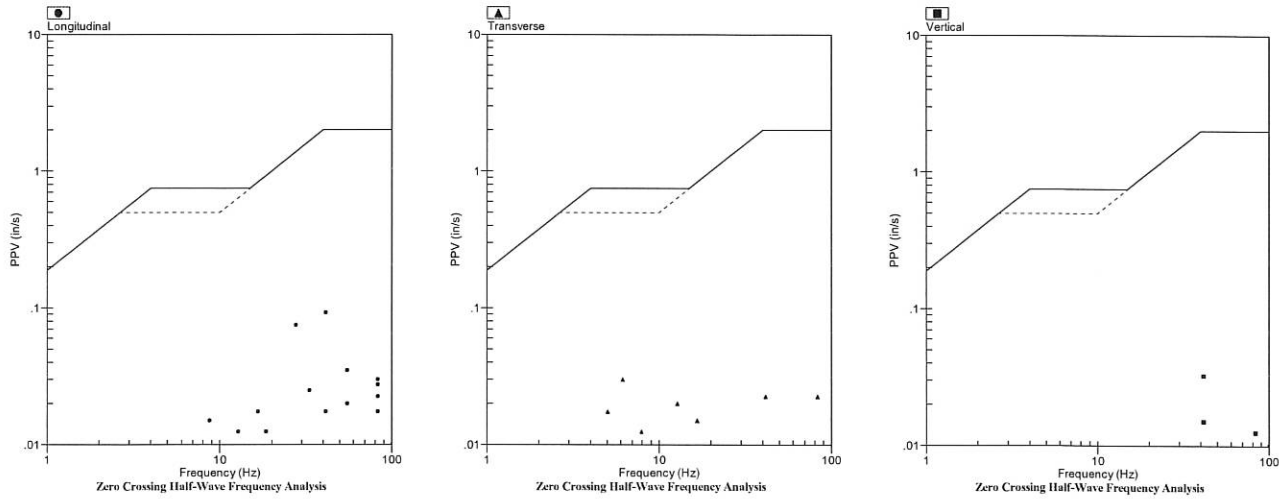 Longitudinal
10
1
.1
.01
PPV (in/s)
1
10
100
Frequency (Hz)
Zero Crossing Half-Wave Frequency Analysis
Transverse
10
1
.1
.01
PPV (in/s)
1
10
100
Frequency (Hz)
Zero Crossing Half-Wave Frequency Analysis
Vertical
10
1
.1
.01
PPV (in/s)
1
10
100
Frequency (Hz)
Zero Crossing Half-Wave Frequency Analysis